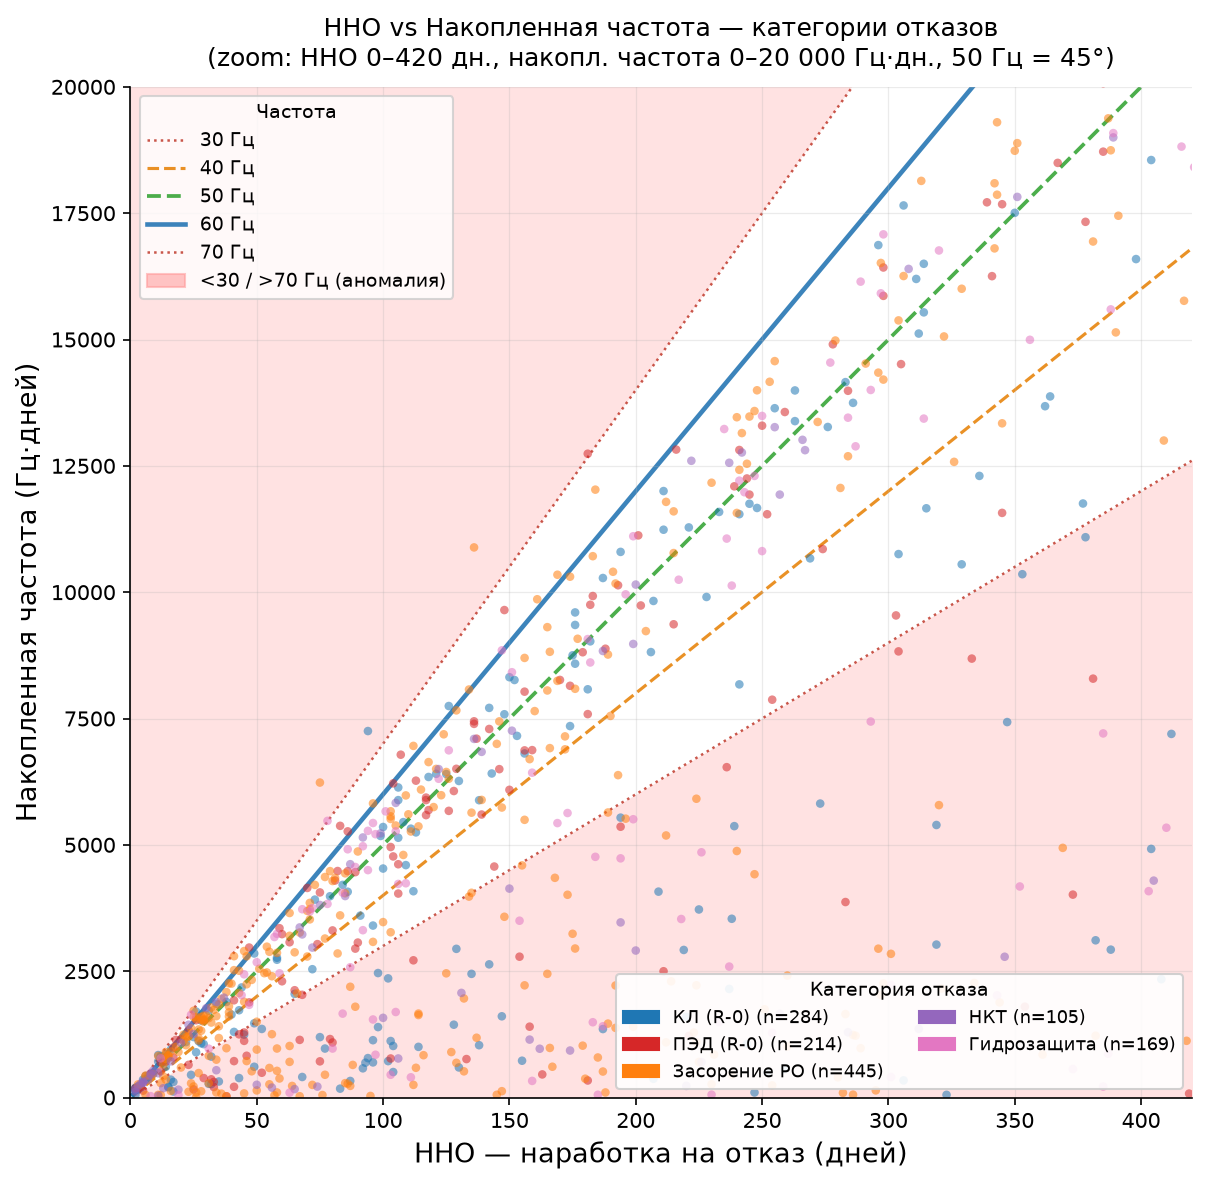 ННО vs Накопленная частота — категории отказов
(zoom: ННО 0–420 дн., накопл. частота 0–20 000 Гц·дн., 50 Гц = 45°)
Накопленная частота (Гц·дней)
20000
17500
15000
12500
10000
7500
5000
2500
0
Частота
30 Гц
40 Гц
50 Гц
60 Гц
70 Гц
<30 / >70 Гц (аномалия)
Категория отказа
КЛ (R-0) (n=284)
ПЭД (R-0) (n=214)
Засорение РО (n=445)
НКТ (n=105)
Гидрозащита (n=169)
0 50 100 150 200 250 300 350 400
ННО — наработка на отказ (дней)